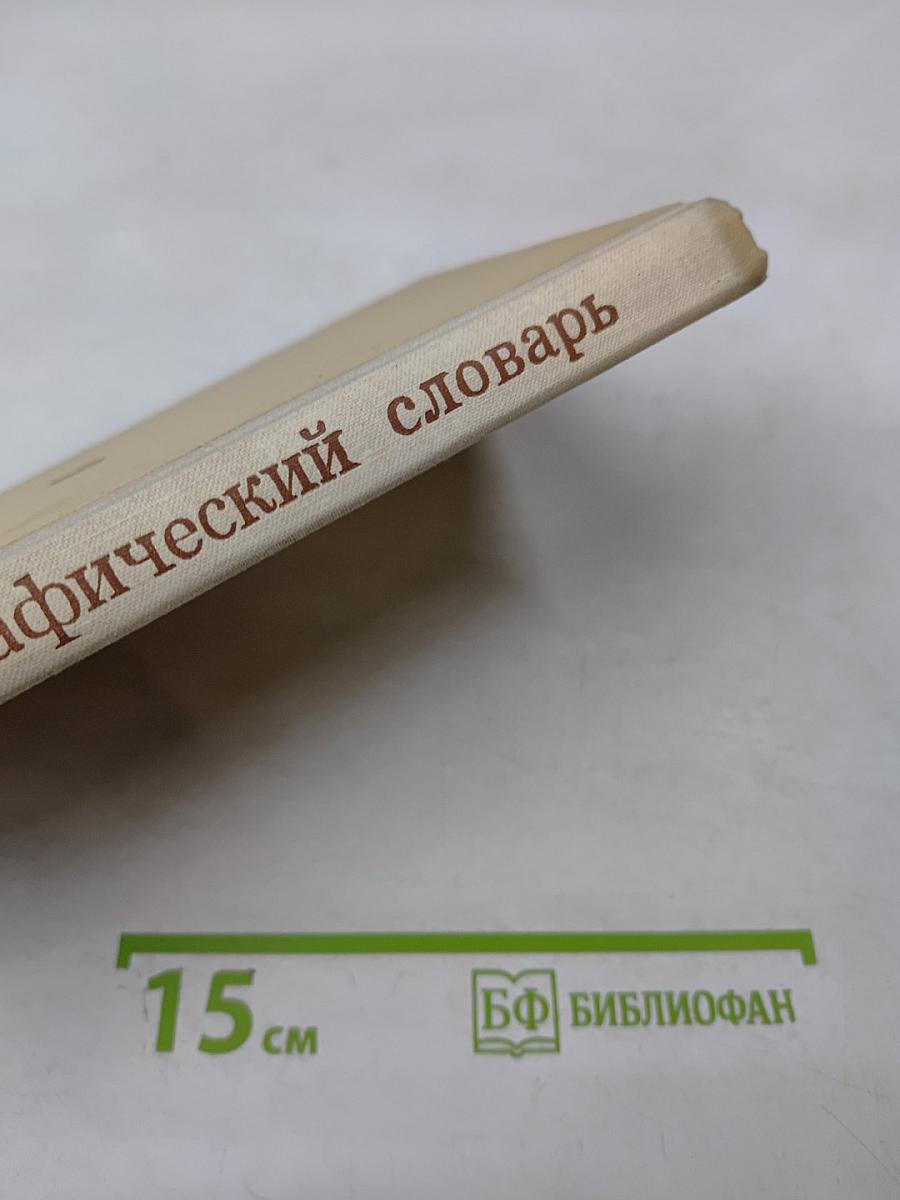 афический словарь
15 см
БФ БИБЛИОФАН